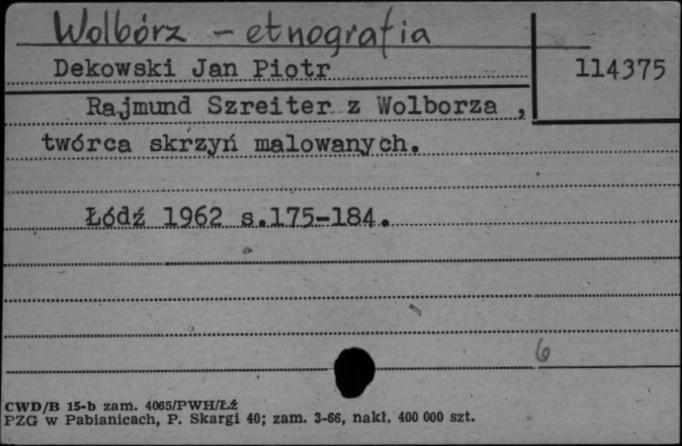 Wolbórz - etnografia
Dekowski Jan Piotr
114375
Rajmund Szreiter z Wolborza ,
twórca skrzyń malowanych.
Łódź 1962 s.175-184.
6
CWD/B 15-b zam. 4065/PWH/Łź
PZG w Pabianicach, P. Skargi 40; zam. 3-66, nakł. 400 000 szt.